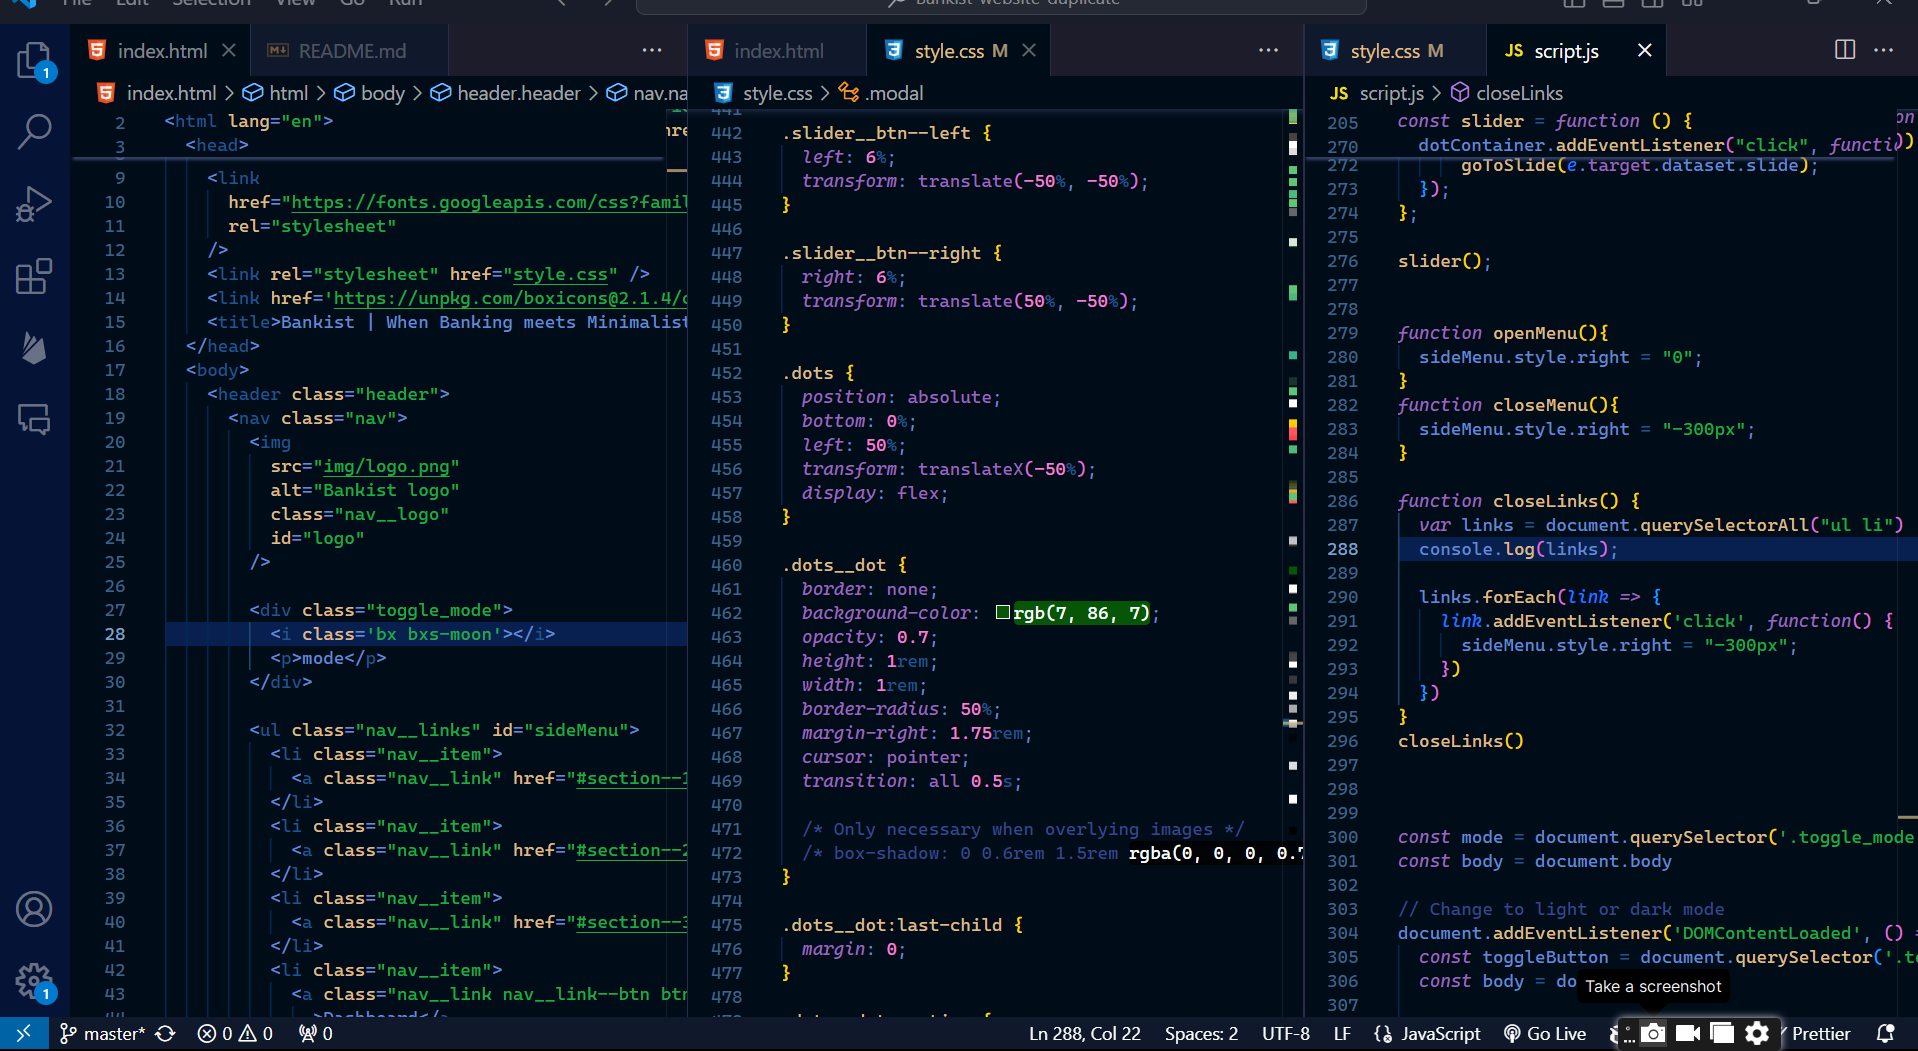 File Edit Selection View Go Run
bankist-website-duplicate
index.html
README.md
index.html > html > body > header.header > nav.na
2 <html lang="en">
3 <head>
9 <link
10 href="https://fonts.googleapis.com/css?famil
11 rel="stylesheet"
12 />
13 <link rel="stylesheet" href="style.css" />
14 <link href='https://unpkg.com/boxicons@2.1.4/c
15 <title>Bankist | When Banking meets Minimalist
16 </head>
17 <body>
18 <header class="header">
19 <nav class="nav">
20 <img
21 src="img/logo.png"
22 alt="Bankist logo"
23 class="nav__logo"
24 id="logo"
25 />
26
27 <div class="toggle_mode">
28 <i class='bx bxs-moon'></i>
29 <p>mode</p>
30 </div>
31
32 <ul class="nav__links" id="sideMenu">
33 <li class="nav__item">
34 <a class="nav__link" href="#section--1
35 </li>
36 <li class="nav__item">
37 <a class="nav__link" href="#section--2
38 </li>
39 <li class="nav__item">
40 <a class="nav__link" href="#section--3
41 </li>
42 <li class="nav__item">
43 <a class="nav__link nav__link--btn btn
44 >Dashboard</a
index.html
style.css M
style.css > .modal
441
442 .slider__btn--left {
443 left: 6%;
444 transform: translate(-50%, -50%);
445 }
446
447 .slider__btn--right {
448 right: 6%;
449 transform: translate(50%, -50%);
450 }
451
452 .dots {
453 position: absolute;
454 bottom: 0%;
455 left: 50%;
456 transform: translateX(-50%);
457 display: flex;
458 }
459
460 .dots__dot {
461 border: none;
462 background-color: rgb(7, 86, 7);
463 opacity: 0.7;
464 height: 1rem;
465 width: 1rem;
466 border-radius: 50%;
467 margin-right: 1.75rem;
468 cursor: pointer;
469 transition: all 0.5s;
470
471 /* Only necessary when overlying images */
472 /* box-shadow: 0 0.6rem 1.5rem rgba(0, 0, 0, 0.7
473 }
474
475 .dots__dot:last-child {
476 margin: 0;
477 }
478
style.css M
JS script.js
JS script.js > closeLinks
205 const slider = function () {
270 dotContainer.addEventListener("click", functi
272 goToSlide(e.target.dataset.slide);
273 });
274 };
275
276 slider();
277
278
279 function openMenu(){
280 sideMenu.style.right = "0";
281 }
282 function closeMenu(){
283 sideMenu.style.right = "-300px";
284 }
285
286 function closeLinks() {
287 var links = document.querySelectorAll("ul li")
288 console.log(links);
289
290 links.forEach(link => {
291 link.addEventListener('click', function() {
292 sideMenu.style.right = "-300px";
293 })
294 })
295 }
296 closeLinks()
297
298
299
300 const mode = document.querySelector('.toggle_mode
301 const body = document.body
302
303 // Change to light or dark mode
304 document.addEventListener('DOMContentLoaded', () =
305 const toggleButton = document.querySelector('.to
306 const body = do
307
Take a screenshot
1
1
master* 0 0 0
Ln 288, Col 22 Spaces: 2 UTF-8 LF {} JavaScript Go Live Prettier